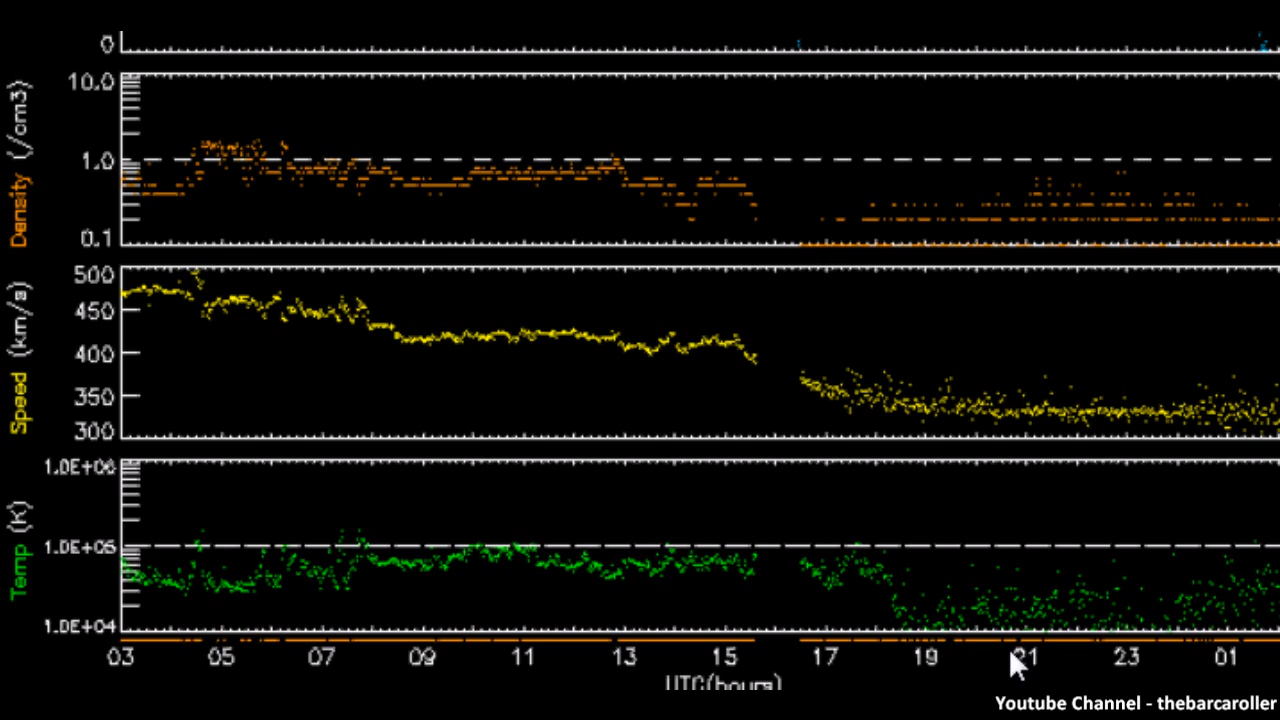 0
10.0
1.0
0.1
Density (/cm3)
500
450
400
350
300
Speed (km/s)
1.0E+06
1.0E+05
1.0E+04
Temp (K)
03 05 07 09 11 13 15 17 19 21 23 01
UTC(hours)
Youtube Channel - thebarcaroller